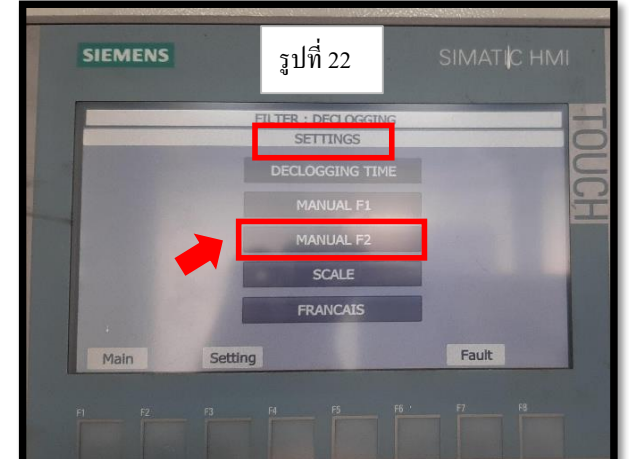 SIEMENS
รูปที่ 22
SIMATIC HMI
TOUCH
FILTER : DECLOGGING
SETTINGS
DECLOGGING TIME
MANUAL F1
MANUAL F2
SCALE
FRANCAIS
Main Setting Fault
F1 F2 F3 F4 F5 F6 F7 F8